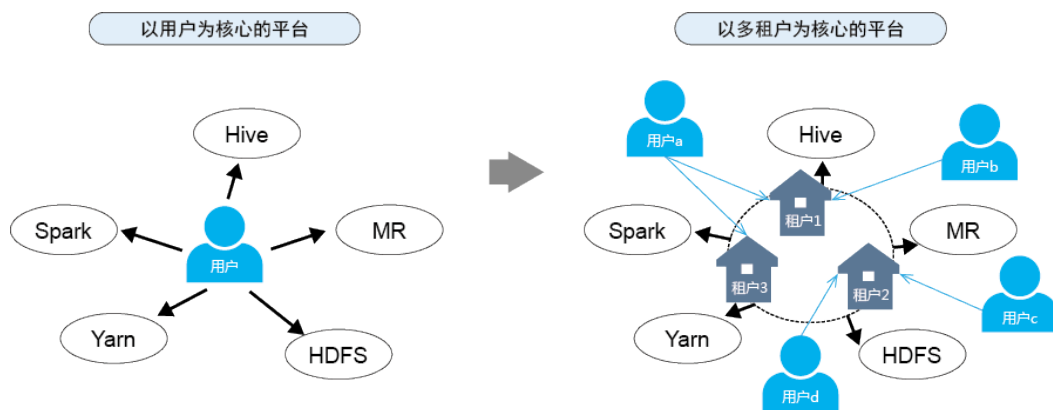 以用户为核心的平台
以多租户为核心的平台
Hive
Spark
用户
MR
Yarn
HDFS
用户a
Hive
用户b
租户1
Spark
MR
租户3
租户2
Yarn
HDFS
用户c
用户d